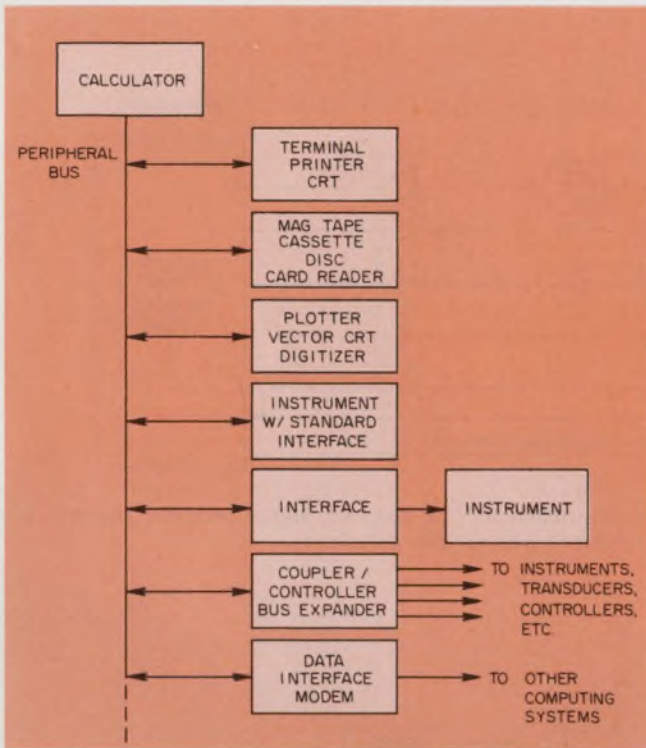 CALCULATOR
PERIPHERAL
BUS
TERMINAL
PRINTER
CRT
MAG TAPE
CASSETTE
DISC
CARD READER
PLOTTER
VECTOR CRT
DIGITIZER
INSTRUMENT
W/ STANDARD
INTERFACE
INTERFACE
INSTRUMENT
COUPLER /
CONTROLLER
BUS EXPANDER
TO INSTRUMENTS,
TRANSDUCERS,
CONTROLLERS,
ETC.
DATA
INTERFACE
MODEM
TO OTHER
COMPUTING
SYSTEMS